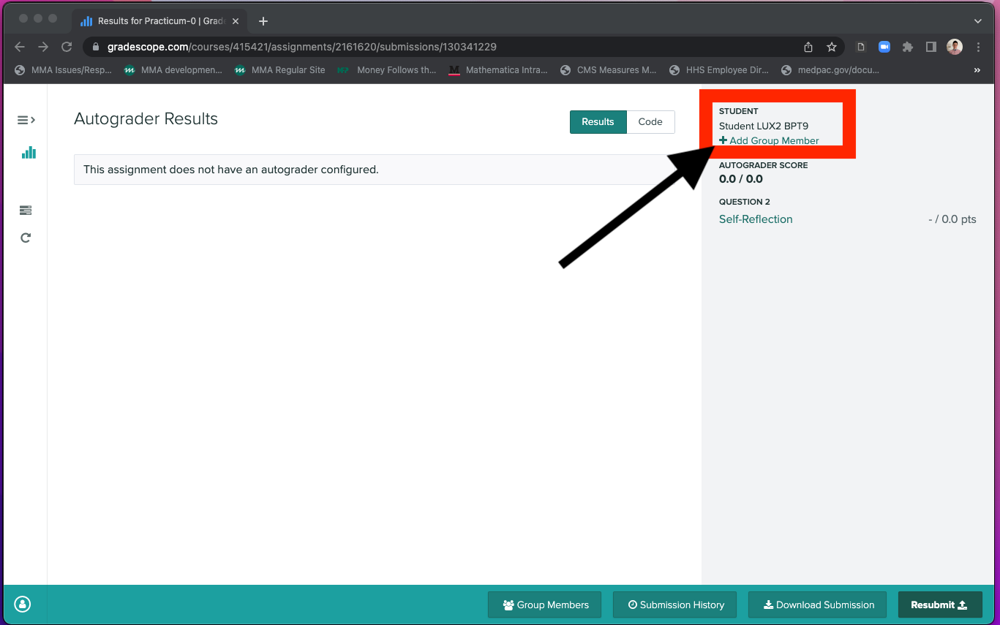 Results for Practicum-0 | Grad
gradescope.com/courses/415421/assignments/2161620/submissions/130341229
MMA Issues/Resp...
MMA developmen...
MMA Regular Site
Money Follows th...
M
Mathematica Intra...
CMS Measures M...
HHS Employee Dir...
medpac.gov/docu...
»
Autograder Results
Results
Code
This assignment does not have an autograder configured.
STUDENT
Student LUX2 BPT9
Add Group Member
AUTOGRADER SCORE
0.0 / 0.0
QUESTION 2
Self-Reflection
- / 0.0 pts
Group Members
Submission History
Download Submission
Resubmit